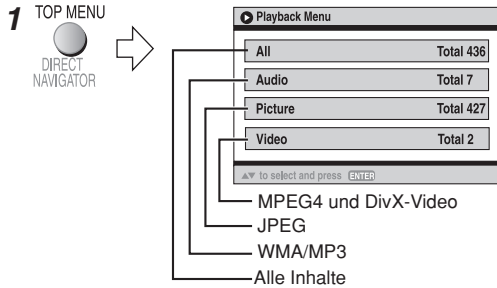 1 TOP MENU
DIRECT
NAVIGATOR
Playback Menu
All Total 436
Audio Total 7
Picture Total 427
Video Total 2
▲▼ to select and press ENTER
MPEG4 und DivX-Video
JPEG
WMA/MP3
Alle Inhalte